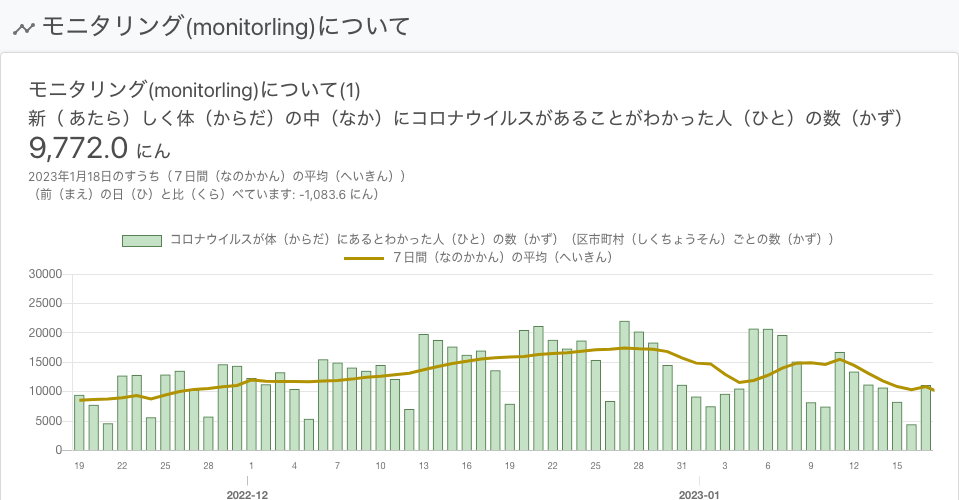 モニタリング(monitorling)について
モニタリング(monitorling)について(1)
新（ あたら）しく体（からだ）の中（なか）にコロナウイルスがあることがわかった人（ひと）の数（かず）
9,772.0 にん
2023年1月18日のすうち（７日間（なのかかん）の平均（へいきん））
（前（まえ）の日（ひ）と比（くら）べています: -1,083.6 にん）
コロナウイルスが体（からだ）にあるとわかった人（ひと）の数（かず）（区市町村（しくちょうそん）ごとの数（かず））
７日間（なのかかん）の平均（へいきん）
30000
25000
20000
15000
10000
5000
0
19 22 25 28 1 4 7 10 13 16 19 22 25 28 31 3 6 9 12 15
2022-12 2023-01